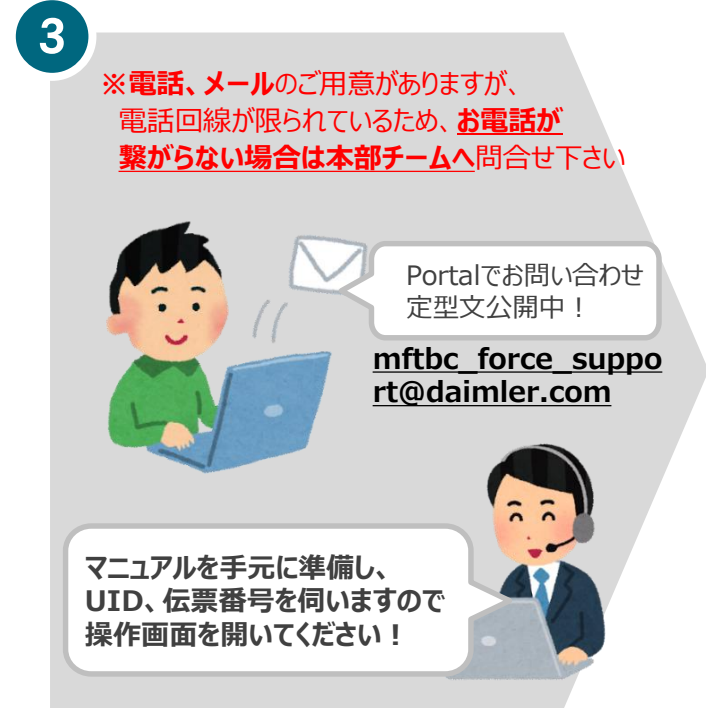 3
※電話、メールのご用意がありますが、
電話回線が限られているため、お電話が
繋がらない場合は本部チームへ問合せ下さい
Portalでお問い合わせ
定型文公開中！
mftbc_force_suppo
rt@daimler.com
マニュアルを手元に準備し、
UID、伝票番号を伺いますので
操作画面を開いてください！